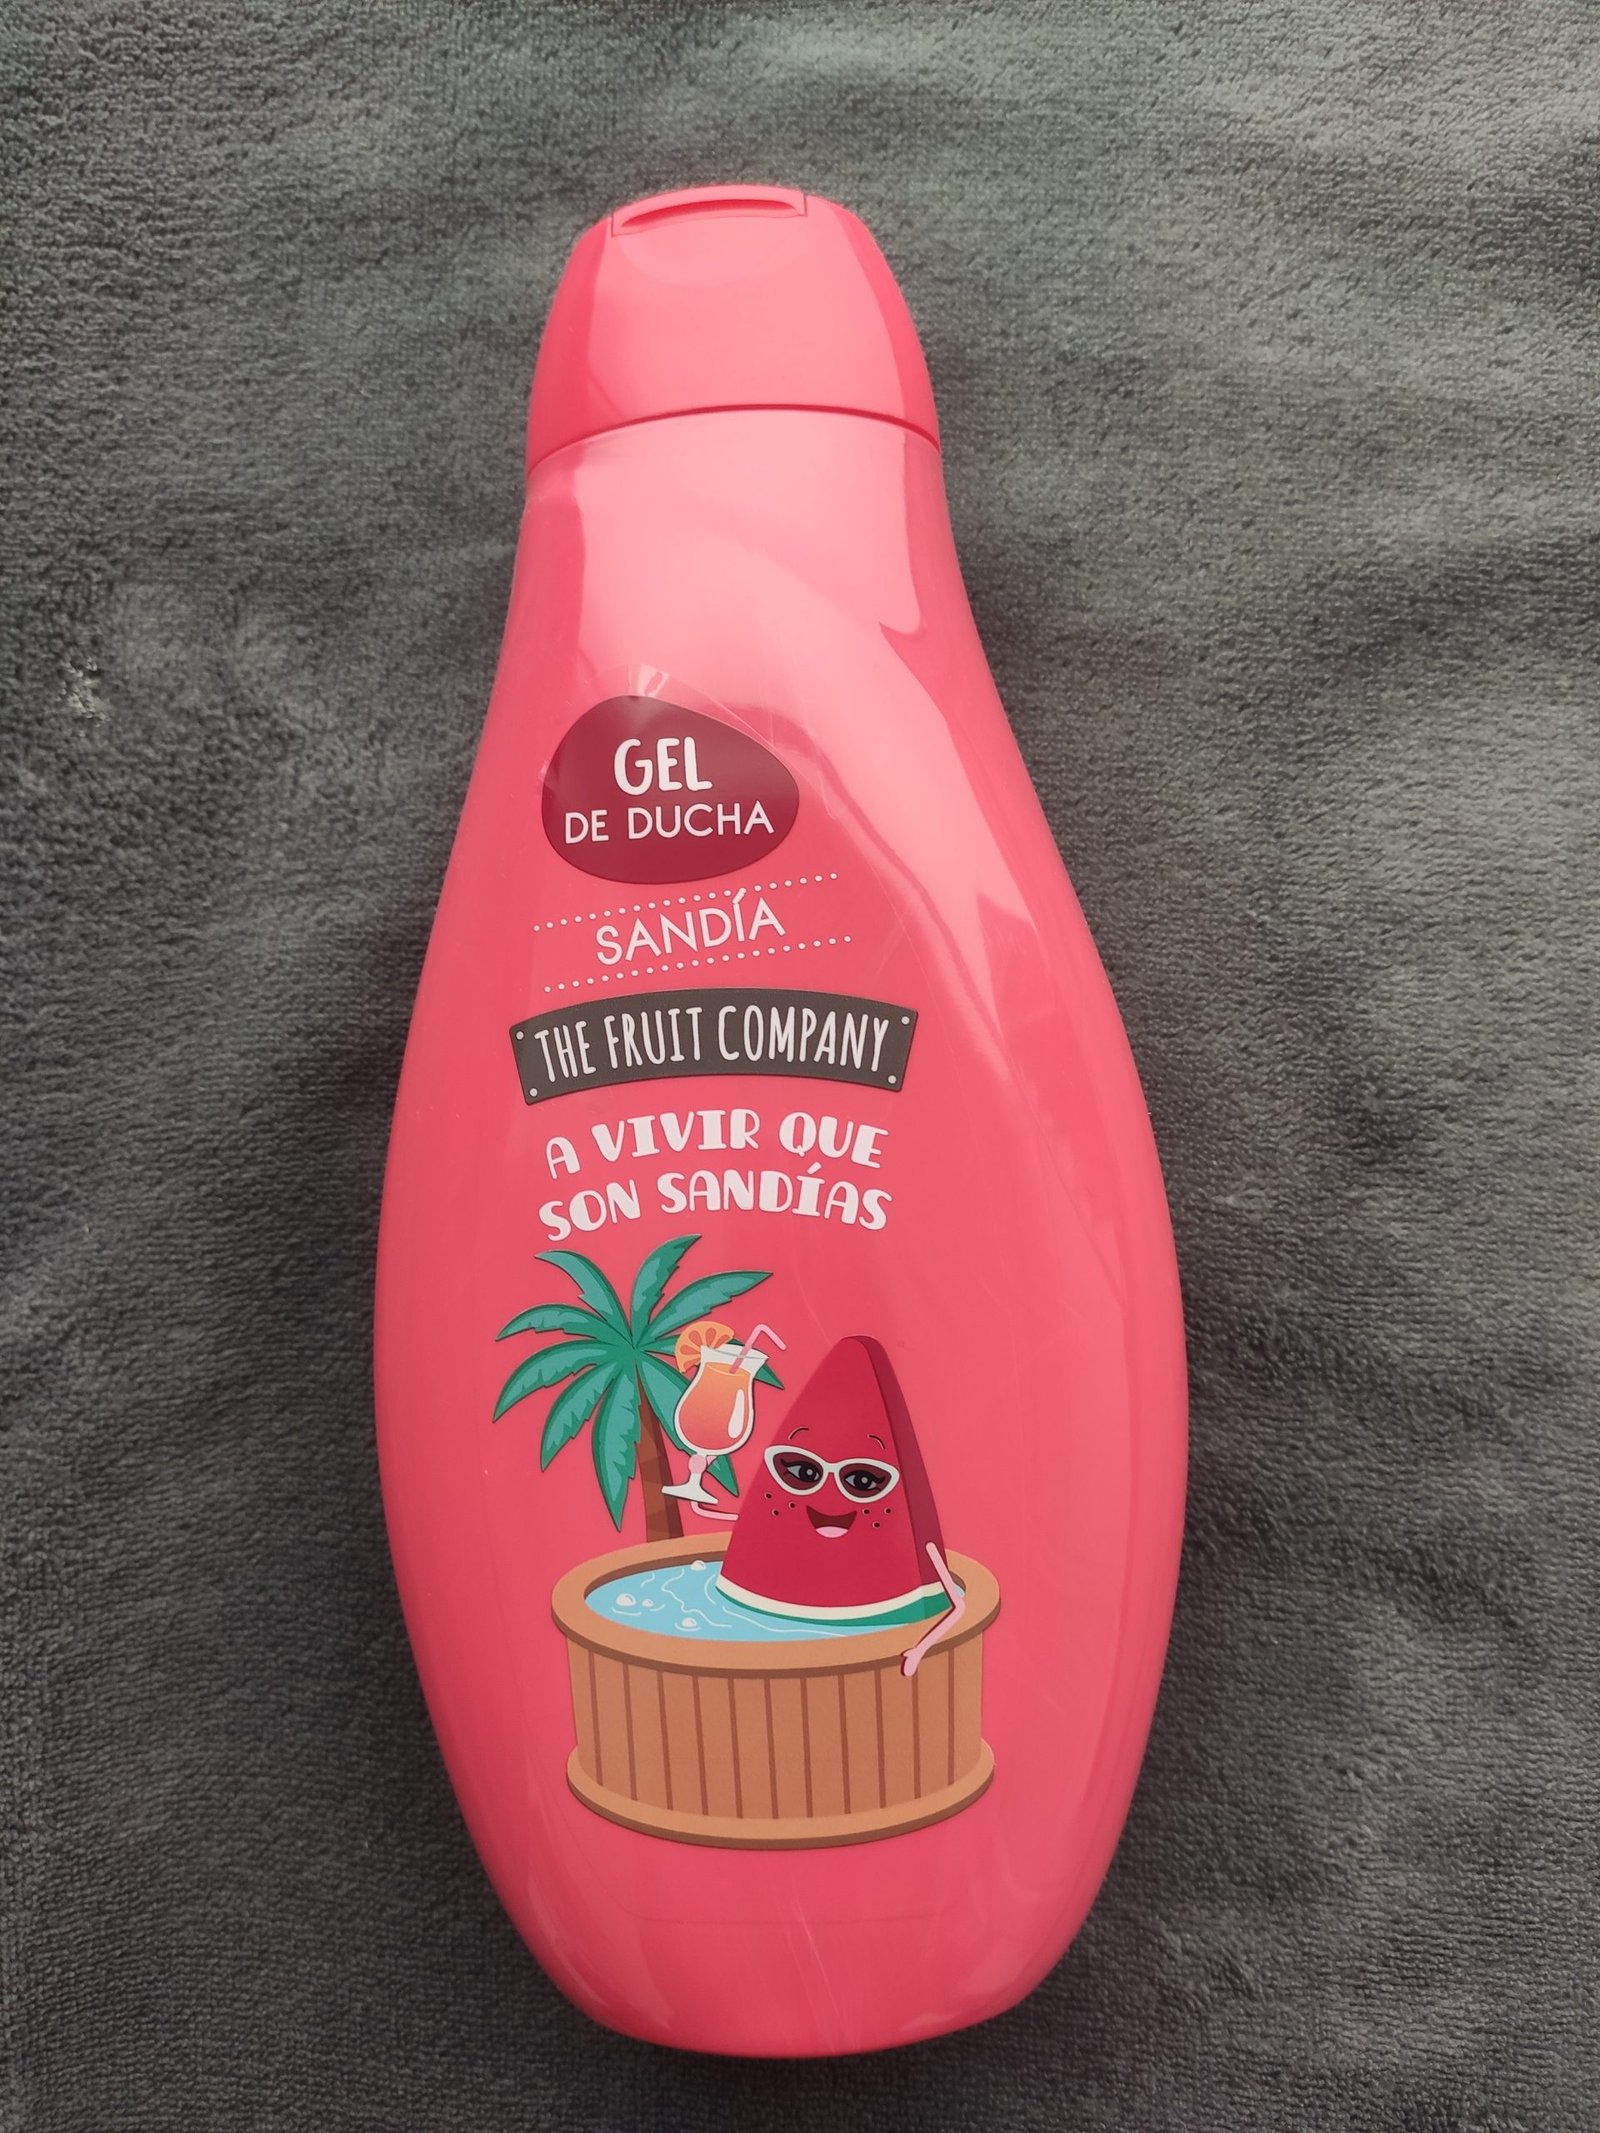 GEL
DE DUCHA
SANDÍA
THE FRUIT COMPANY
A VIVIR QUE
SON SANDÍAS